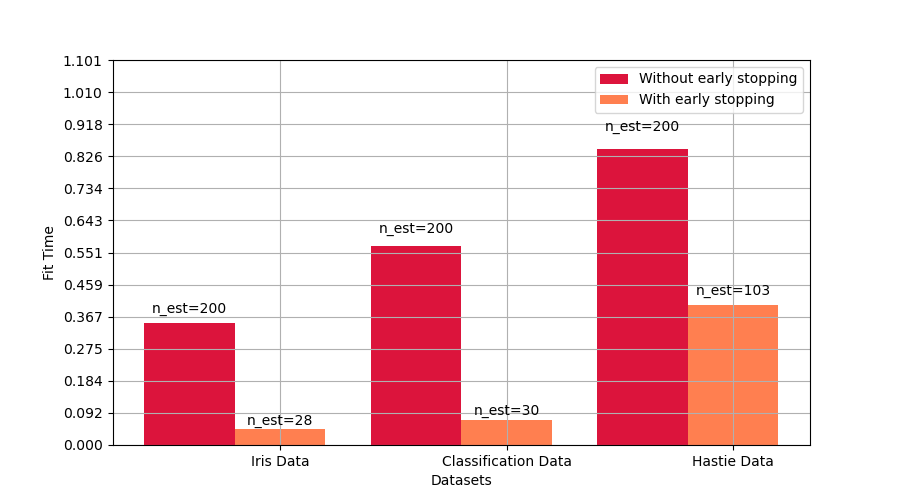 1.101
1.010
0.918
0.826
0.734
0.643
0.551
0.459
0.367
0.275
0.184
0.092
0.000
Fit Time
Without early stopping
With early stopping
n_est=200
n_est=200
n_est=103
n_est=200
n_est=30
n_est=28
Iris Data
Classification Data
Hastie Data
Datasets